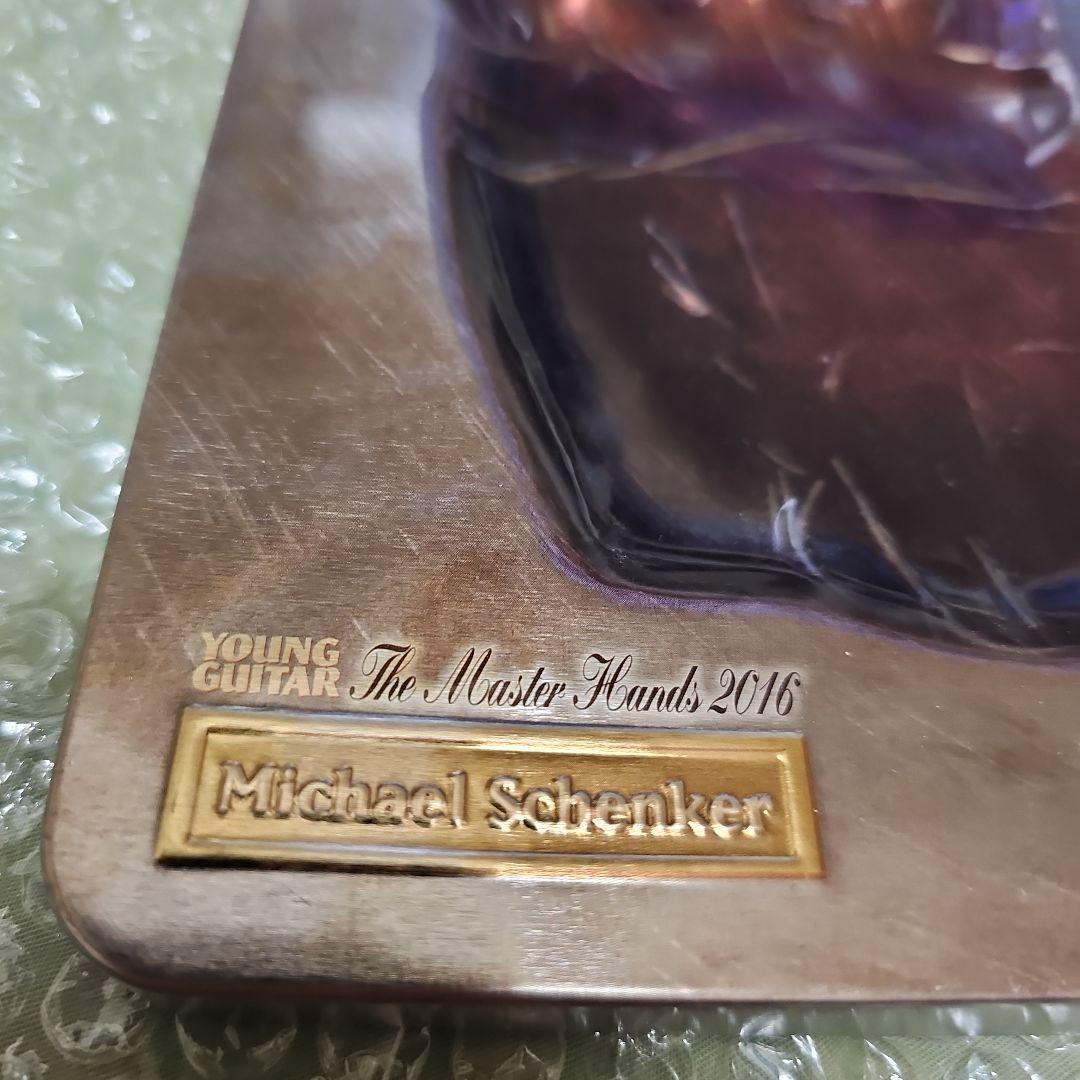 YOUNG
GUITAR The Master Hands 2016
Michael Schenker